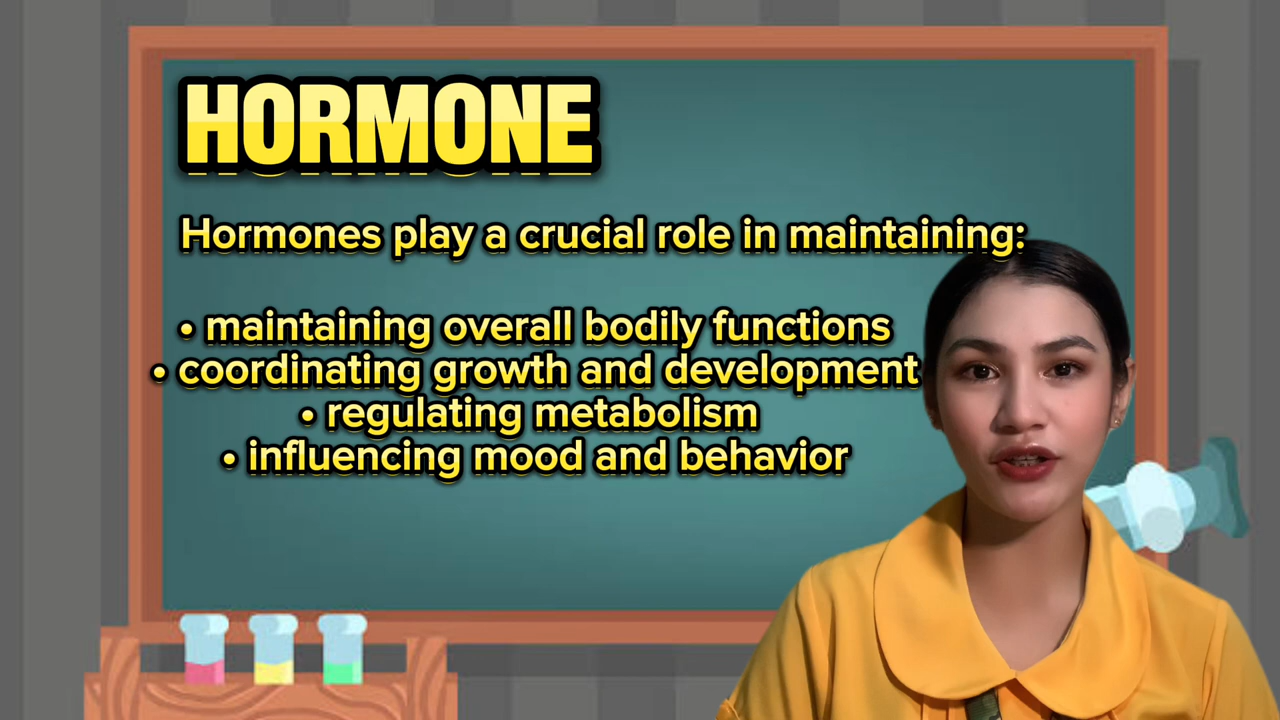 HORMONE
Hormones play a crucial role in maintaining:
• maintaining overall bodily functions
• coordinating growth and development
• regulating metabolism
• influencing mood and behavior